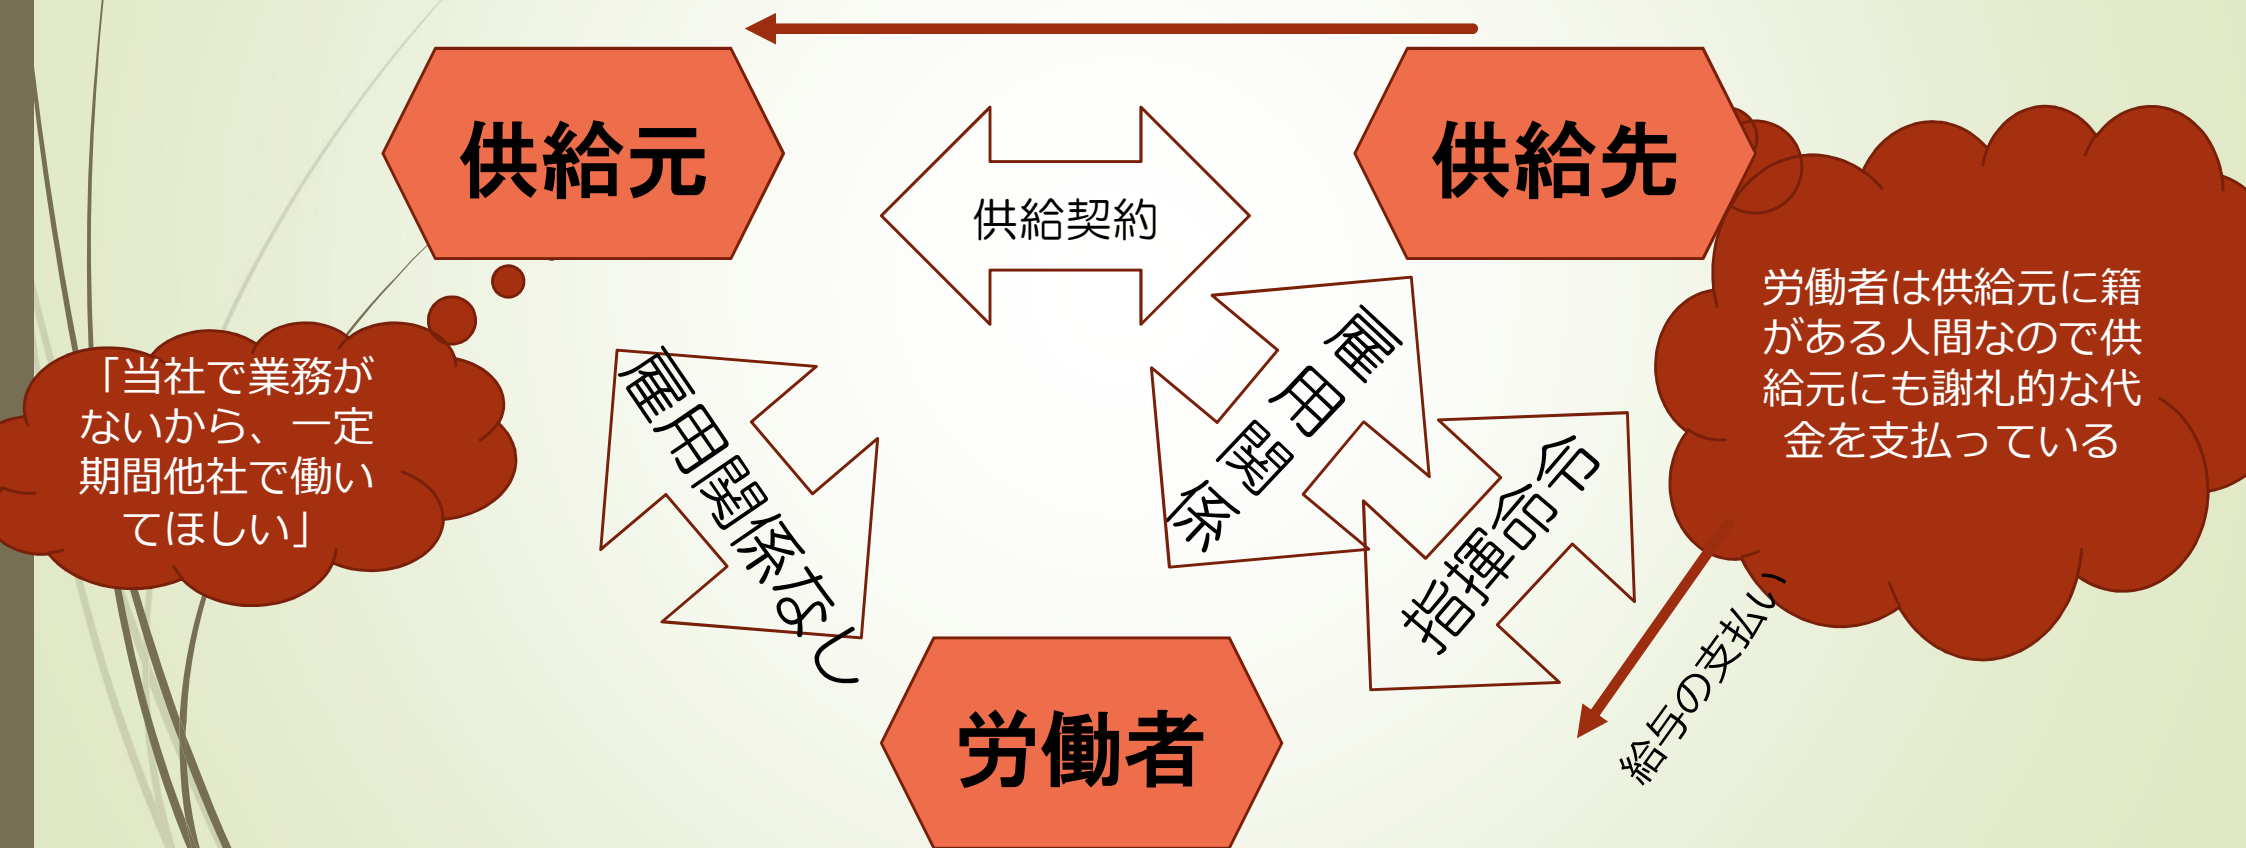 供給元
供給先
供給契約
「当社で業務が
ないから、一定
期間他社で働い
てほしい」
労働者は供給元に籍
がある人間なので供
給元にも謝礼的な代
金を支払っている
雇用関係なし
雇用関係
指揮命令
給与の支払い
労働者